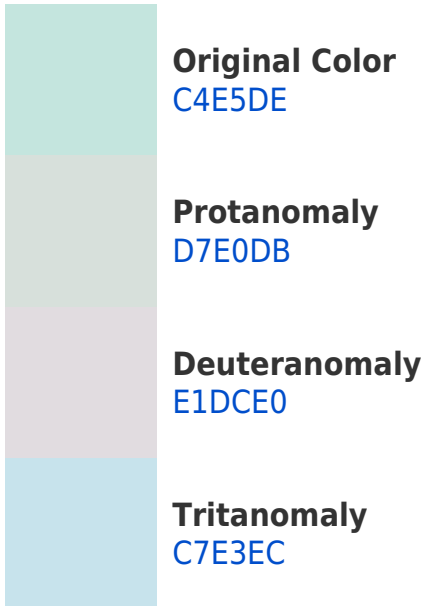 Original Color
C4E5DE
Protanomaly
D7E0DB
Deuteranomaly
E1DCE0
Tritanomaly
C7E3EC